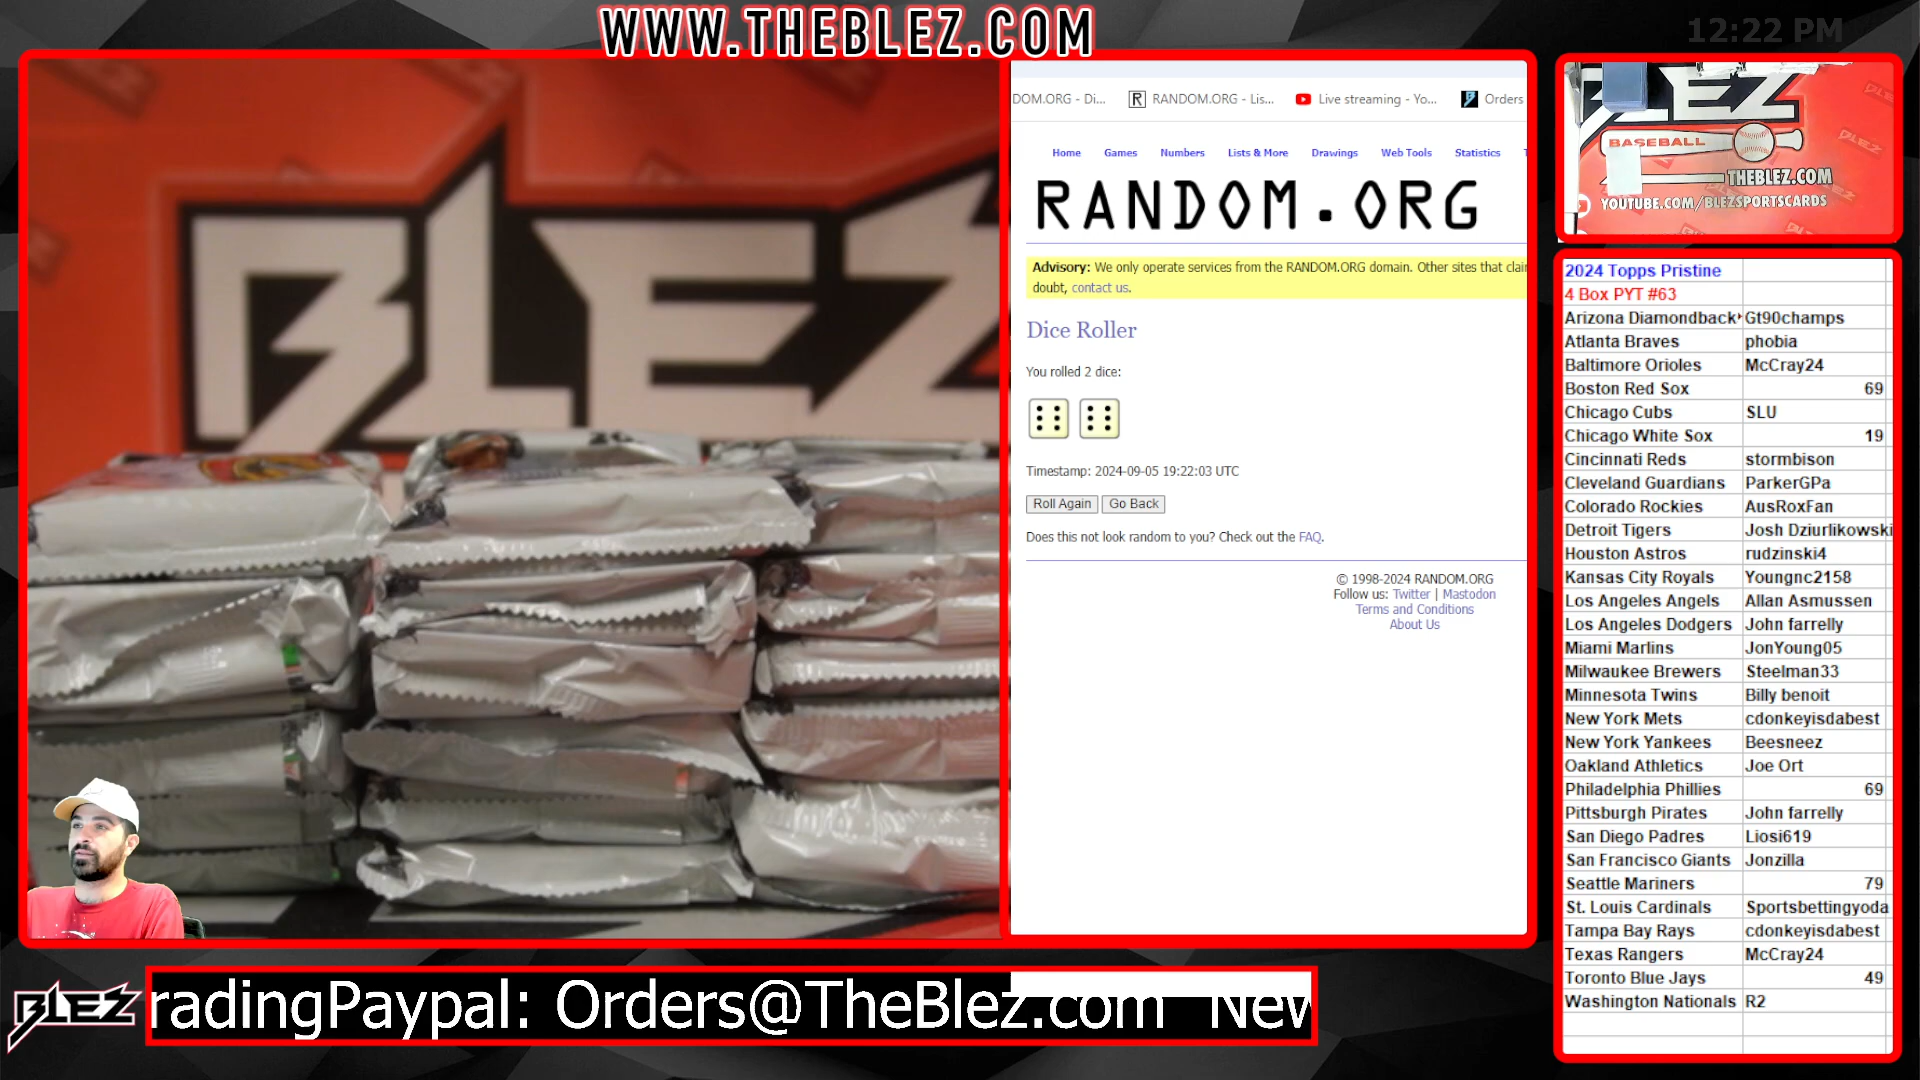 WWW.THEBLEZ.COM
12:22 PM
BLEZ
DOM.ORG - Di...
RANDOM.ORG - Lis...
Live streaming - Yo...
Orders
Home Games Numbers Lists & More Drawings Web Tools Statistics
RANDOM.ORG
Advisory: We only operate services from the RANDOM.ORG domain. Other sites that clai
doubt, contact us.
Dice Roller
You rolled 2 dice:
Timestamp: 2024-09-05 19:22:03 UTC
Roll Again Go Back
Does this not look random to you? Check out the FAQ.
© 1998-2024 RANDOM.ORG
Follow us: Twitter | Mastodon
Terms and Conditions
About Us
BLEZ
BASEBALL
THEBLEZ.COM
YOUTUBE.COM/BLEZSPORTSCARDS
2024 Topps Pristine
4 Box PYT #63
Arizona Diamondback Gt90champs
Atlanta Braves phobia
Baltimore Orioles McCray24
Boston Red Sox 69
Chicago Cubs SLU
Chicago White Sox 19
Cincinnati Reds stormbison
Cleveland Guardians ParkerGPa
Colorado Rockies AusRoxFan
Detroit Tigers Josh Dziurlikowski
Houston Astros rudzinski4
Kansas City Royals Youngnc2158
Los Angeles Angels Allan Asmussen
Los Angeles Dodgers John farrelly
Miami Marlins JonYoung05
Milwaukee Brewers Steelman33
Minnesota Twins Billy benoit
New York Mets cdonkeyisdabest
New York Yankees Beesneez
Oakland Athletics Joe Ort
Philadelphia Phillies 69
Pittsburgh Pirates John farrelly
San Diego Padres Liosi619
San Francisco Giants Jonzilla
Seattle Mariners 79
St. Louis Cardinals Sportsbettingyoda
Tampa Bay Rays cdonkeyisdabest
Texas Rangers McCray24
Toronto Blue Jays 49
Washington Nationals R2
BLEZ
radingPaypal: Orders@TheBlez.com New